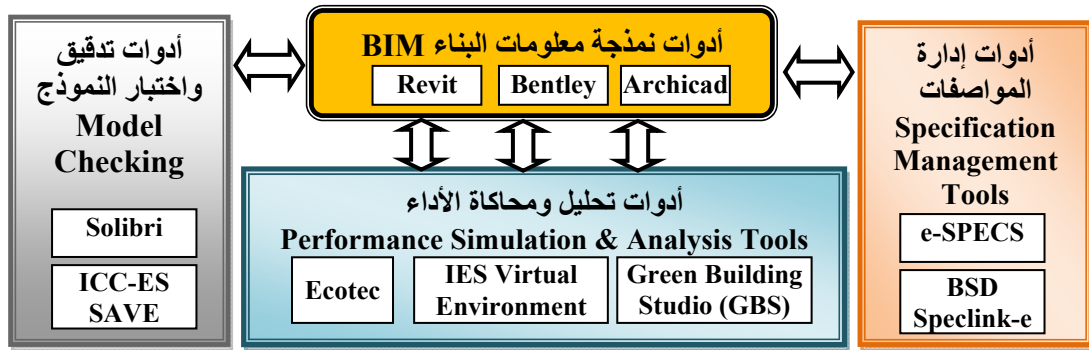 أدوات تدقيق
واختبار النموذج
Model
Checking
Solibri
ICC-ES
SAVE
أدوات نمذجة معلومات البناء BIM
Revit
Bentley
Archicad
أدوات تحليل ومحاكاة الأداء
Performance Simulation & Analysis Tools
Ecotec
IES Virtual
Environment
Green Building
Studio (GBS)
أدوات إدارة
المواصفات
Specification
Management
Tools
e-SPECS
BSD
Speclink-e